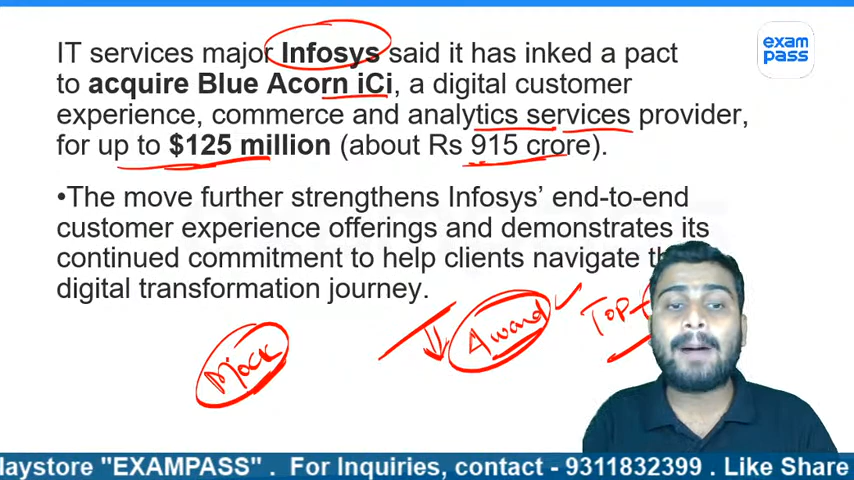 exam
pass
IT services major Infosys said it has inked a pact
to acquire Blue Acorn iCi, a digital customer
experience, commerce and analytics services provider,
for up to $125 million (about Rs 915 crore).
•The move further strengthens Infosys’ end-to-end
customer experience offerings and demonstrates its
continued commitment to help clients navigate
digital transformation journey.
Mock
Award
Top
laystore "EXAMPASS" . For Inquiries, contact - 9311832399 . Like Share